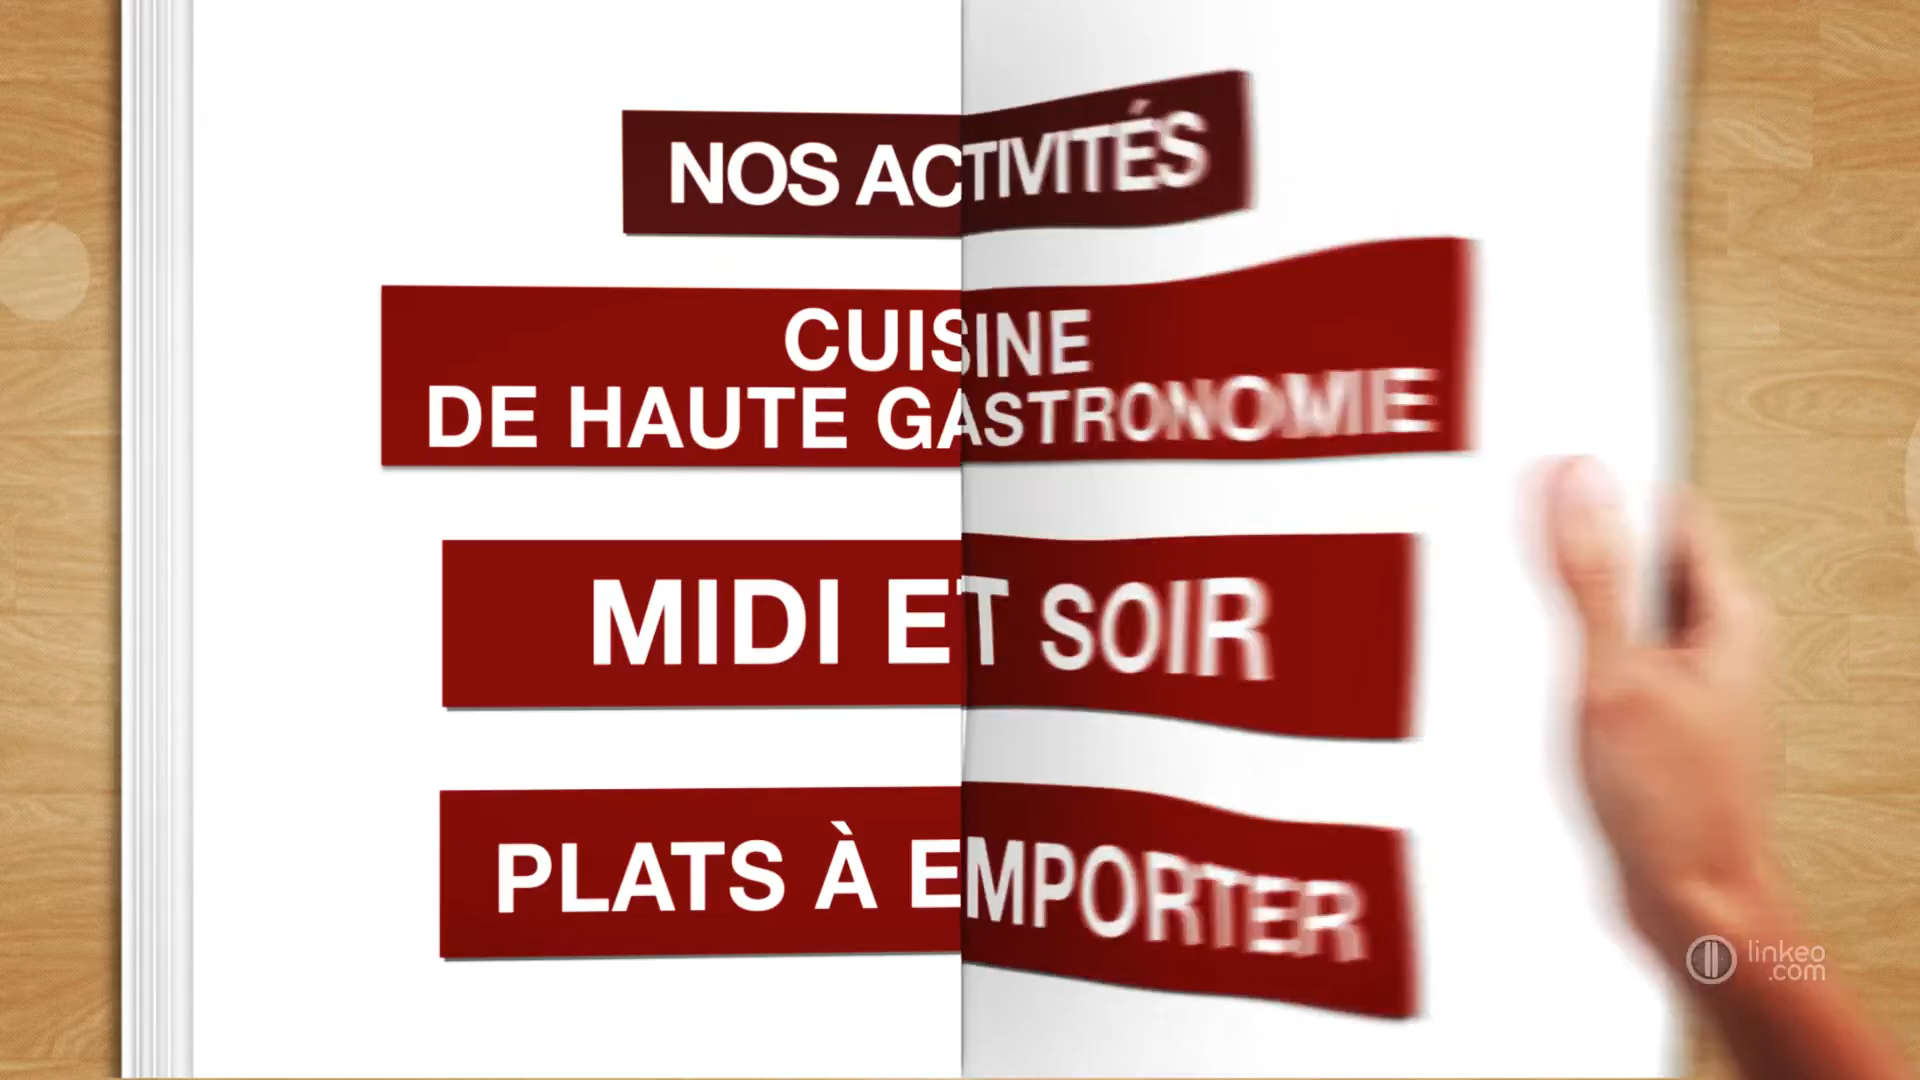 NOS ACTIVITÉS
CUISINE
DE HAUTE GASTRONOMIE
MIDI ET SOIR
PLATS À EMPORTER
linkeo
.com